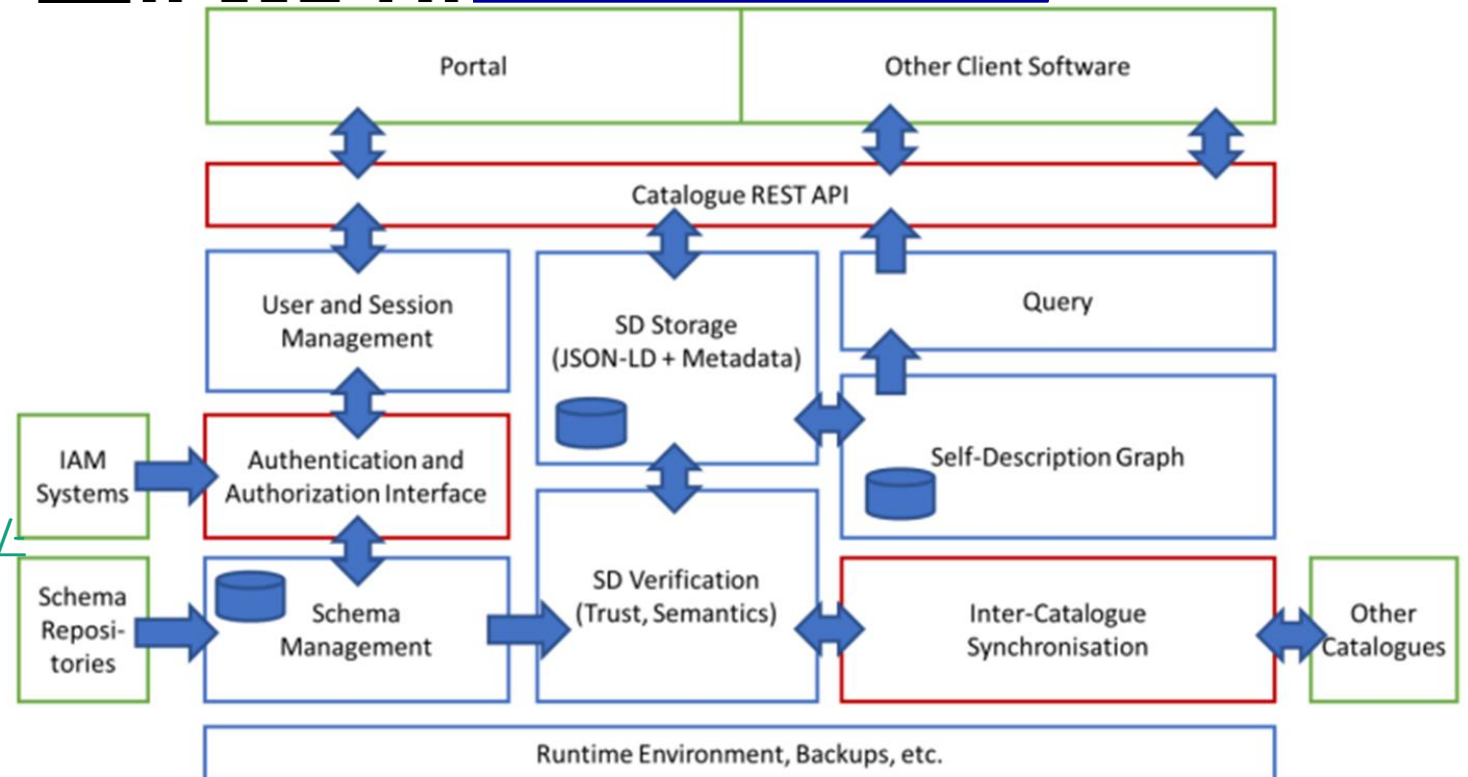 Portal
Other Client Software
Catalogue REST API
User and Session
Management
SD Storage
(JSON-LD + Metadata)
Query
IAM
Systems
Authentication and
Authorization Interface
Self-Description Graph
Schema
Reposi-
tories
Schema
Management
SD Verification
(Trust, Semantics)
Inter-Catalogue
Synchronisation
Other
Catalogues
Runtime Environment, Backups, etc.